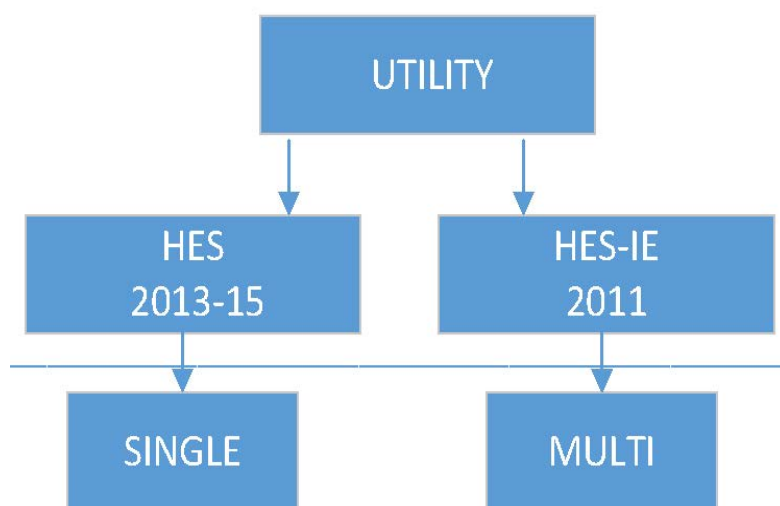 UTILITY
HES
2013-15
HES-IE
2011
SINGLE
MULTI